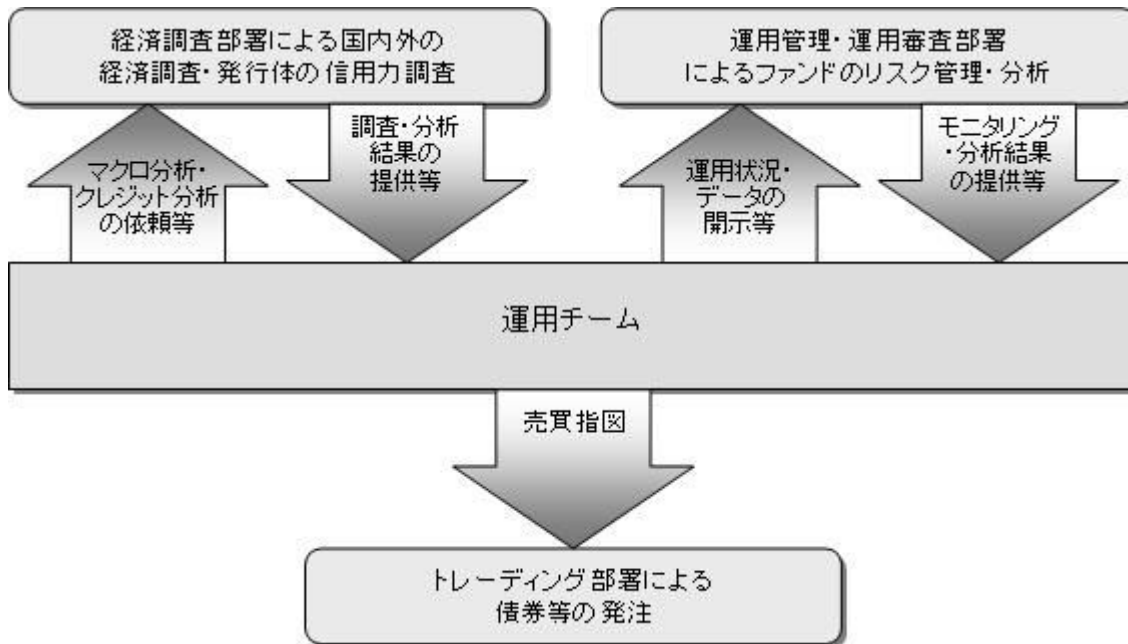 経済調査部署による国内外の
経済調査・発行体の信用力調査
運用管理・運用審査部署
によるファンドのリスク管理・分析
マクロ分析・
クレジット分析
の依頼等
調査・分析
結果の
提供等
運用状況・
データの
開示等
モニタリング
・分析結果
の提供等
運用チーム
売買指図
トレーディング部署による
債券等の発注